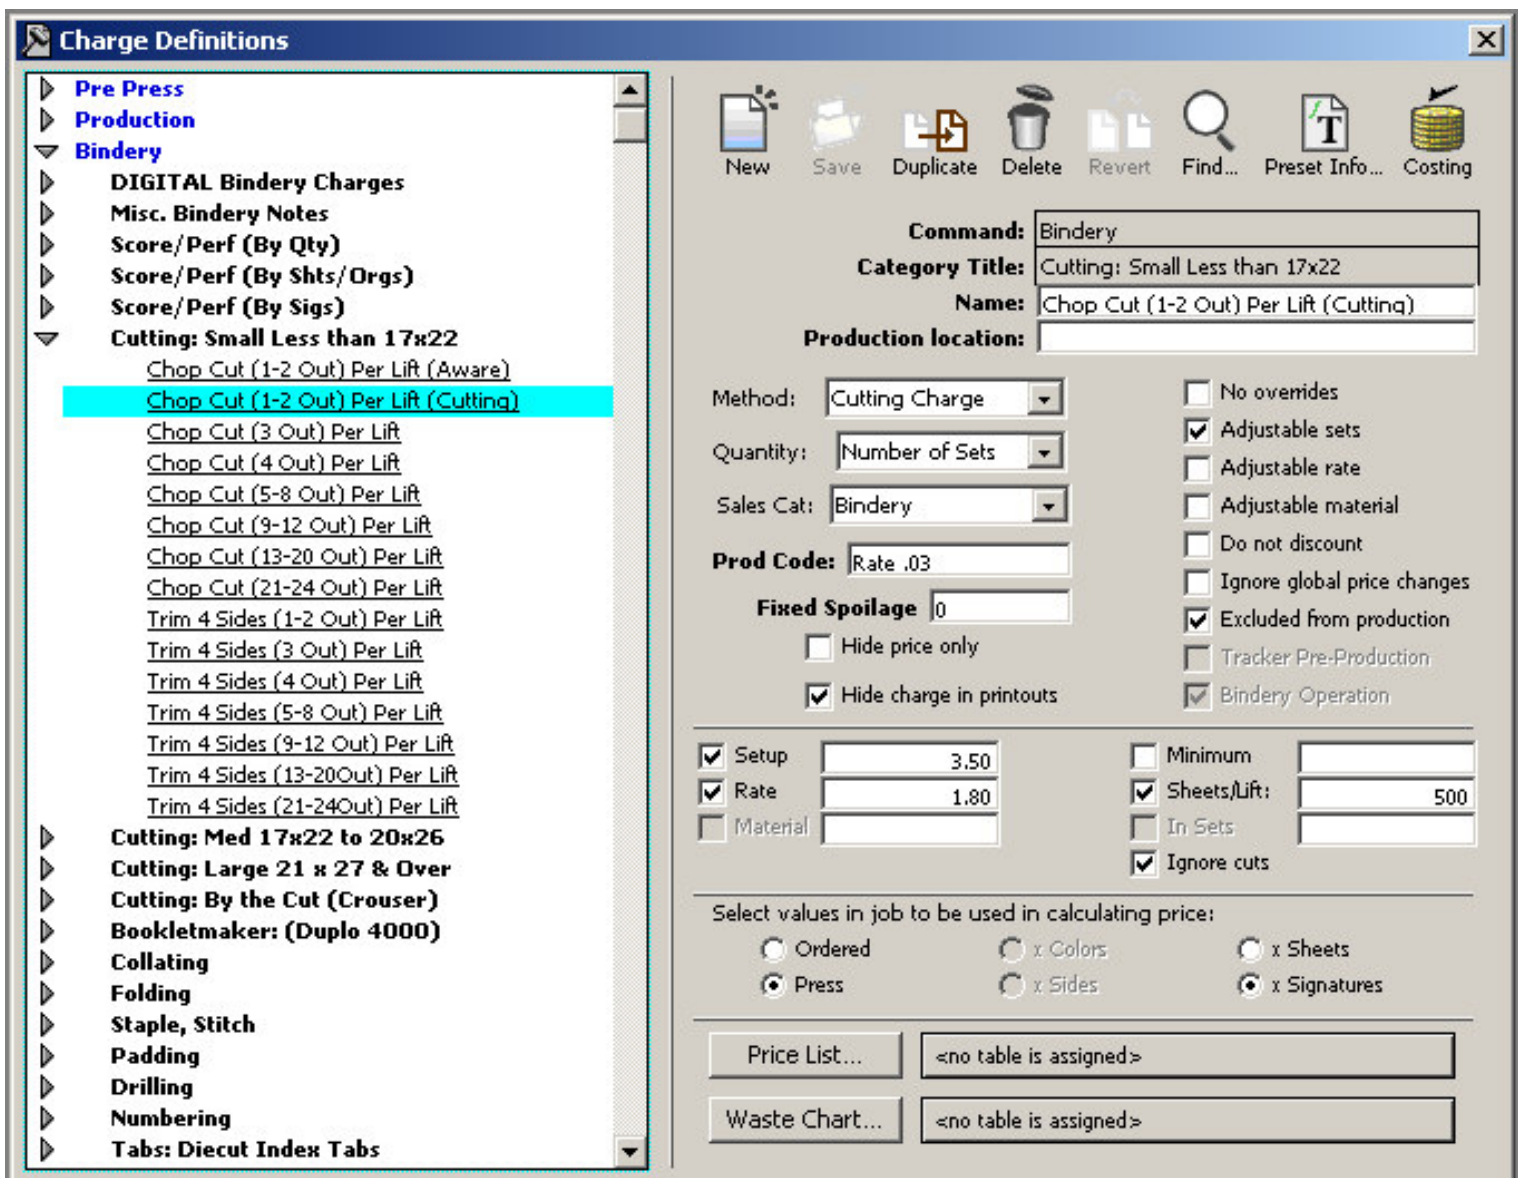 Charge Definitions
Pre Press
Production
Bindery
DIGITAL Bindery Charges
Misc. Bindery Notes
Score/Perf (By Qty)
Score/Perf (By Shts/Orgs)
Score/Perf (By Sigs)
Cutting: Small Less than 17x22
Chop Cut (1-2 Out) Per Lift (Aware)
Chop Cut (1-2 Out) Per Lift (Cutting)
Chop Cut (3 Out) Per Lift
Chop Cut (4 Out) Per Lift
Chop Cut (5-8 Out) Per Lift
Chop Cut (9-12 Out) Per Lift
Chop Cut (13-20 Out) Per Lift
Chop Cut (21-24 Out) Per Lift
Trim 4 Sides (1-2 Out) Per Lift
Trim 4 Sides (3 Out) Per Lift
Trim 4 Sides (4 Out) Per Lift
Trim 4 Sides (5-8 Out) Per Lift
Trim 4 Sides (9-12 Out) Per Lift
Trim 4 Sides (13-20Out) Per Lift
Trim 4 Sides (21-24Out) Per Lift
Cutting: Med 17x22 to 20x26
Cutting: Large 21 x 27 & Over
Cutting: By the Cut (Crouser)
Bookletmaker: (Duplo 4000)
Collating
Folding
Staple, Stitch
Padding
Drilling
Numbering
Tabs: Diecut Index Tabs
New Save Duplicate Delete Revert Find... Preset Info... Costing
Command: Bindery
Category Title: Cutting: Small Less than 17x22
Name: Chop Cut (1-2 Out) Per Lift (Cutting)
Production location:
Method: Cutting Charge
Quantity: Number of Sets
Sales Cat: Bindery
Prod Code: Rate .03
Fixed Spoilage 0
Hide price only
Hide charge in printouts
No overrides
Adjustable sets
Adjustable rate
Adjustable material
Do not discount
Ignore global price changes
Excluded from production
Tracker Pre-Production
Bindery Operation
Setup 3.50
Rate 1.80
Material
Minimum
Sheets/Lift: 500
In Sets
Ignore cuts
Select values in job to be used in calculating price:
Ordered x Colors x Sheets
Press x Sides x Signatures
Price List... <no table is assigned>
Waste Chart... <no table is assigned>